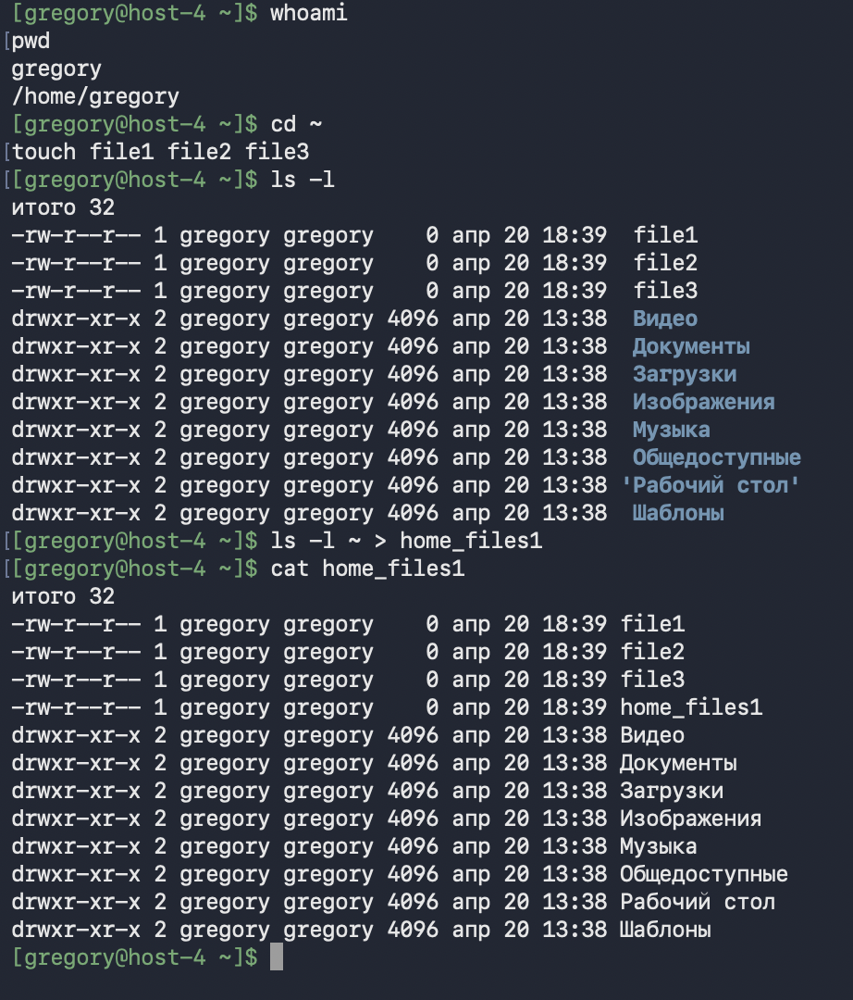 [gregory@host-4 ~]$ whoami
[pwd
gregory
/home/gregory
[gregory@host-4 ~]$ cd ~
[touch file1 file2 file3
[[gregory@host-4 ~]$ ls -l
итого 32
-rw-r--r-- 1 gregory gregory    0 апр 20 18:39  file1
-rw-r--r-- 1 gregory gregory    0 апр 20 18:39  file2
-rw-r--r-- 1 gregory gregory    0 апр 20 18:39  file3
drwxr-xr-x 2 gregory gregory 4096 апр 20 13:38  Видео
drwxr-xr-x 2 gregory gregory 4096 апр 20 13:38  Документы
drwxr-xr-x 2 gregory gregory 4096 апр 20 13:38  Загрузки
drwxr-xr-x 2 gregory gregory 4096 апр 20 13:38  Изображения
drwxr-xr-x 2 gregory gregory 4096 апр 20 13:38  Музыка
drwxr-xr-x 2 gregory gregory 4096 апр 20 13:38  Общедоступные
drwxr-xr-x 2 gregory gregory 4096 апр 20 13:38 'Рабочий стол'
drwxr-xr-x 2 gregory gregory 4096 апр 20 13:38  Шаблоны
[[gregory@host-4 ~]$ ls -l ~ > home_files1
[[gregory@host-4 ~]$ cat home_files1
итого 32
-rw-r--r-- 1 gregory gregory    0 апр 20 18:39 file1
-rw-r--r-- 1 gregory gregory    0 апр 20 18:39 file2
-rw-r--r-- 1 gregory gregory    0 апр 20 18:39 file3
-rw-r--r-- 1 gregory gregory    0 апр 20 18:39 home_files1
drwxr-xr-x 2 gregory gregory 4096 апр 20 13:38 Видео
drwxr-xr-x 2 gregory gregory 4096 апр 20 13:38 Документы
drwxr-xr-x 2 gregory gregory 4096 апр 20 13:38 Загрузки
drwxr-xr-x 2 gregory gregory 4096 апр 20 13:38 Изображения
drwxr-xr-x 2 gregory gregory 4096 апр 20 13:38 Музыка
drwxr-xr-x 2 gregory gregory 4096 апр 20 13:38 Общедоступные
drwxr-xr-x 2 gregory gregory 4096 апр 20 13:38 Рабочий стол
drwxr-xr-x 2 gregory gregory 4096 апр 20 13:38 Шаблоны
[gregory@host-4 ~]$